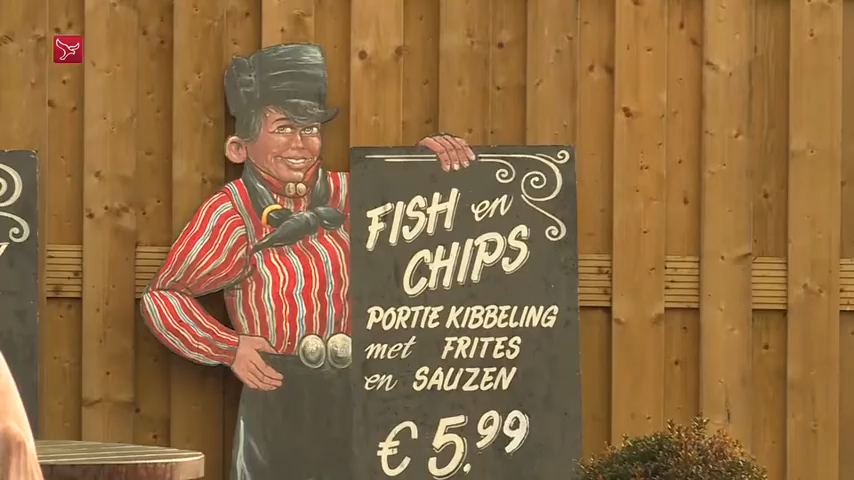 FISH en
CHIPS
PORTIE KIBBELING
met FRITES
en SAUZEN
€5.99